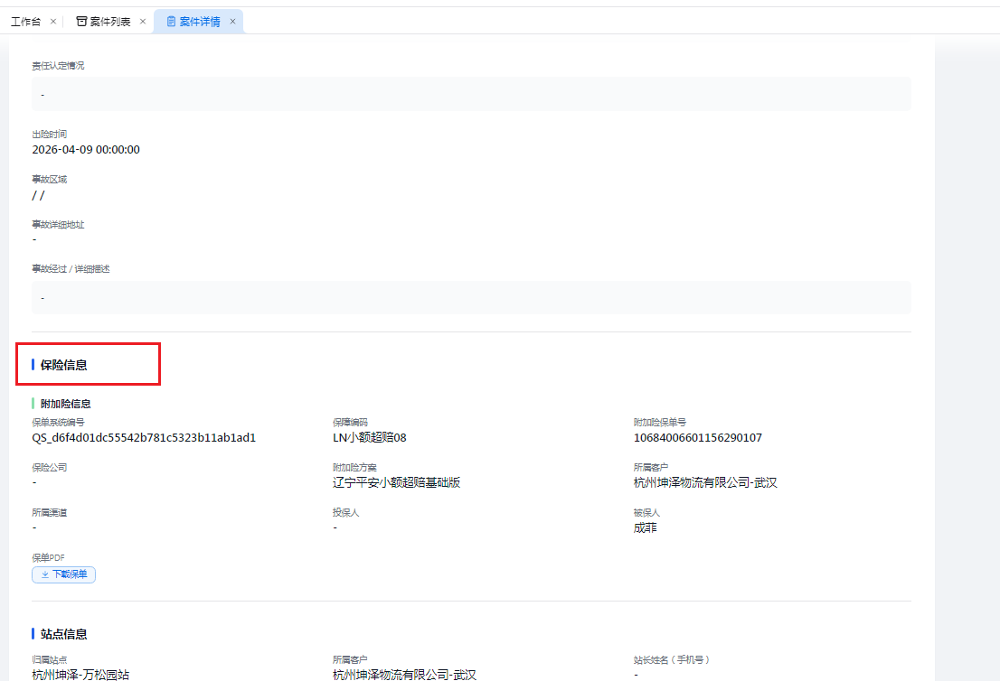 工作台 × 案件列表 × 案件详情 ×
责任认定情况
-
出险时间
2026-04-09 00:00:00
事故区域
/ /
事故详细地址
-
事故经过 / 详细描述
-
保险信息
附加险信息
保单系统编号 保障编码 附加险保单号
QS_d6f4d01dc55542b781c5323b11ab1ad1 LN小额超赔08 10684006601156290107
保险公司 附加险方案 所属客户
- 辽宁平安小额超赔基础版 杭州坤泽物流有限公司-武汉
所属渠道 投保人 被保人
- - 成菲
保单PDF
下载保单
站点信息
归属站点 所属客户 站长姓名（手机号）
杭州坤泽-万松园站 杭州坤泽物流有限公司-武汉 -